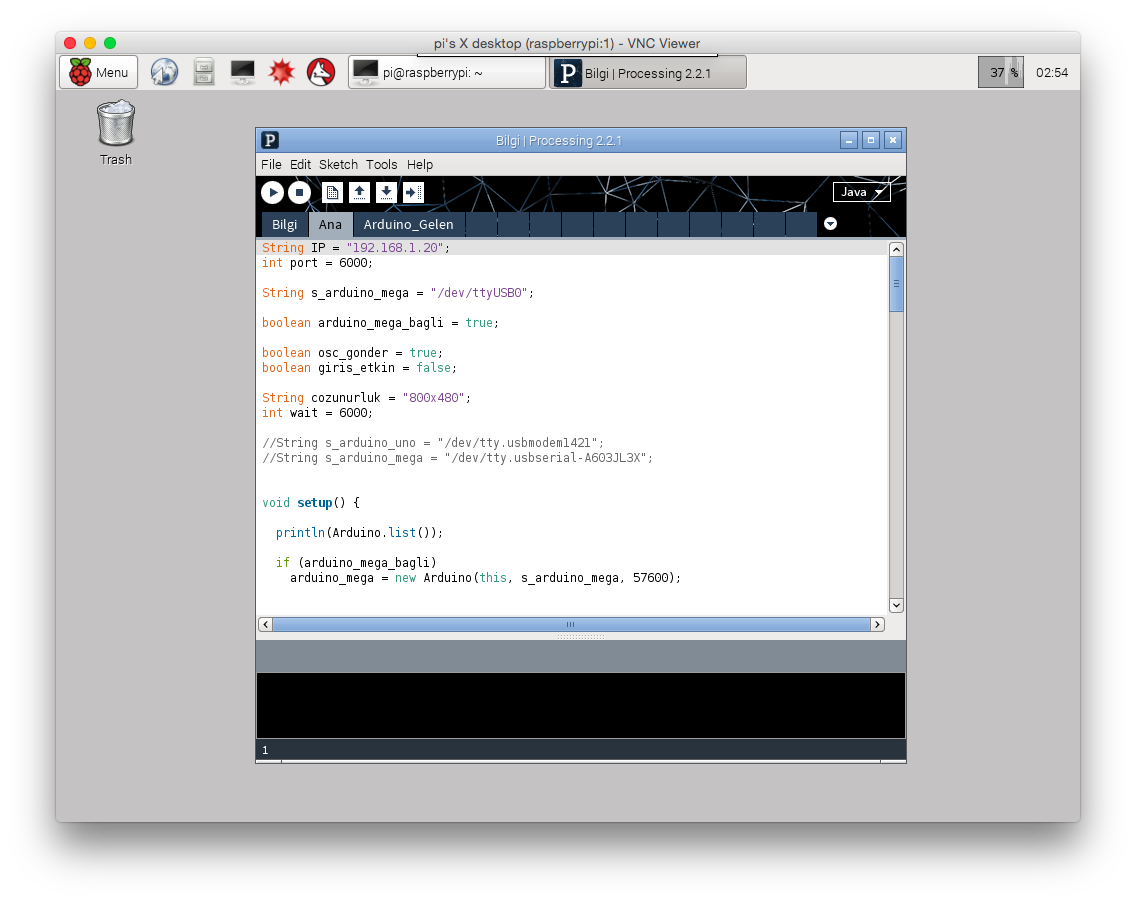 pi's X desktop (raspberrypi:1) - VNC Viewer
Menu
pi@raspberrypi: ~
P Bilgi | Processing 2.2.1
37 %
02:54
Trash
P Bilgi | Processing 2.2.1
File Edit Sketch Tools Help
Java
Bilgi Ana Arduino_Gelen
String IP = "192.168.1.20";
int port = 6000;
String s_arduino_mega = "/dev/ttyUSB0";
boolean arduino_mega_bagli = true;
boolean osc_gonder = true;
boolean giris_etkin = false;
String cozunurluk = "800x480";
int wait = 6000;
//String s_arduino_uno = "/dev/tty.usbmodem1421";
//String s_arduino_mega = "/dev/tty.usbserial-A603JL3X";
void setup() {
println(Arduino.list());
if (arduino_mega_bagli)
arduino_mega = new Arduino(this, s_arduino_mega, 57600);
1